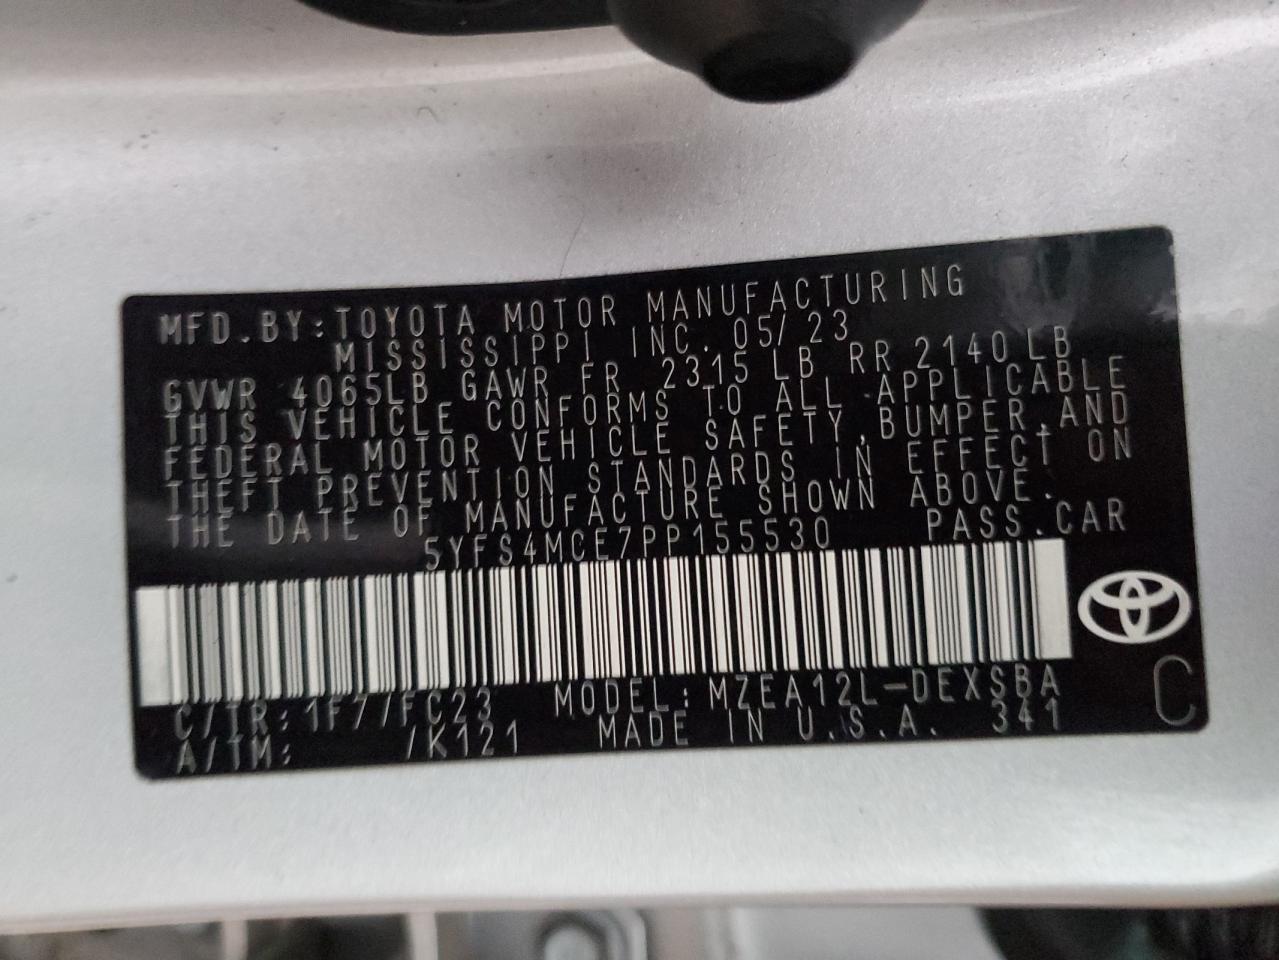 MFD.BY:TOYOTA MOTOR MANUFACTURING
MISSISSIPPI INC. 05/23
GVWR 4065LB GAWR FR 2315 LB RR 2140 LB
THIS VEHICLE CONFORMS TO ALL APPLICABLE
FEDERAL MOTOR VEHICLE SAFETY,BUMPER,AND
THEFT PREVENTION STANDARDS IN EFFECT ON
THE DATE OF MANUFACTURE SHOWN ABOVE.
5YFS4MCE7PP155530 PASS.CAR
C/TR:1F77/FC23 MODEL:MZEA12L-DEXSBA
A/TM: /K121 MADE IN U.S.A. 341
C